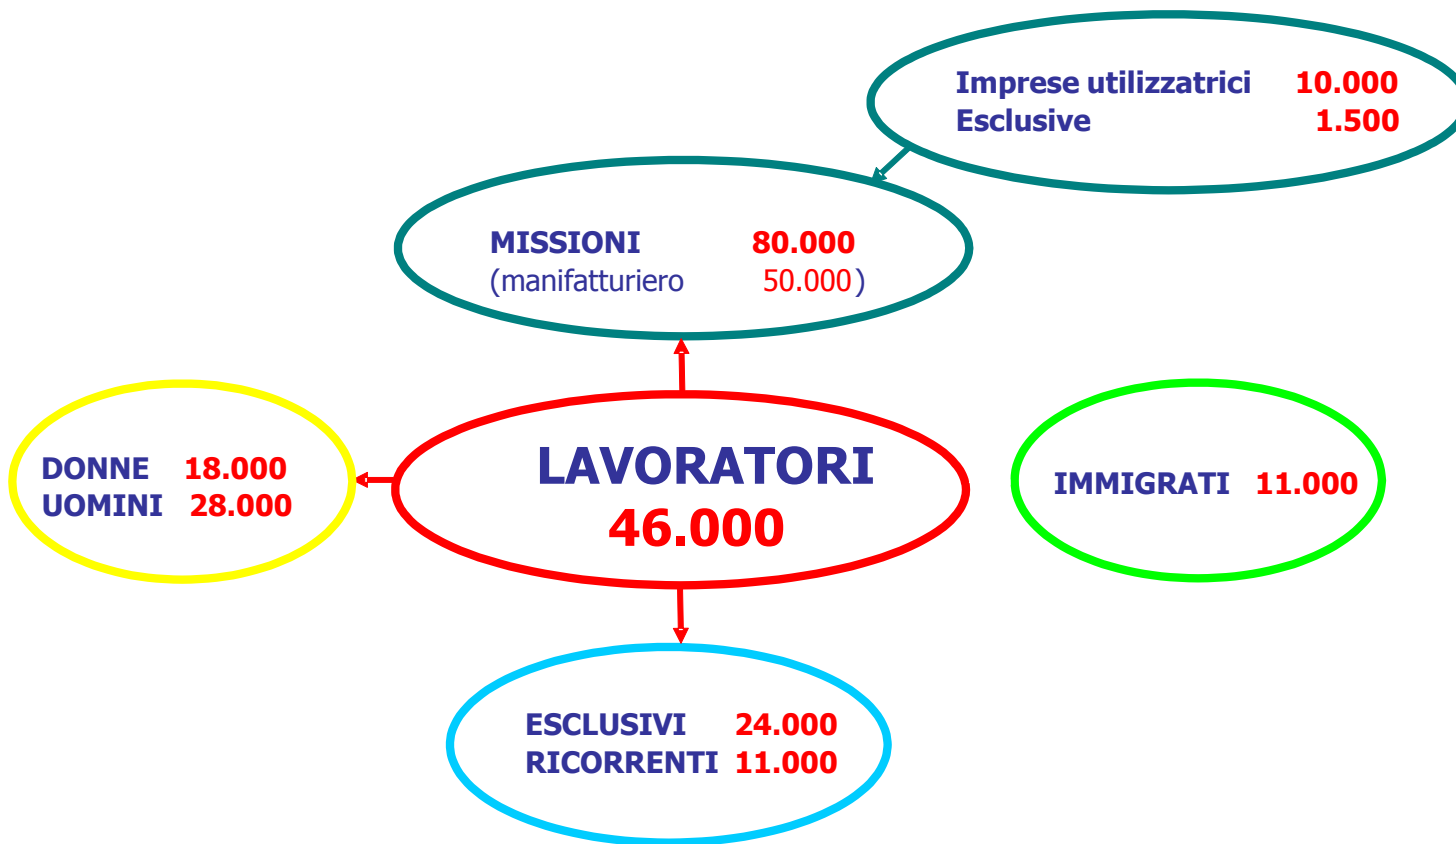 Imprese utilizzatrici 10.000
Esclusive 1.500
MISSIONI 80.000
(manifatturiero 50.000)
DONNE 18.000
UOMINI 28.000
LAVORATORI
46.000
IMMIGRATI 11.000
ESCLUSIVI 24.000
RICORRENTI 11.000